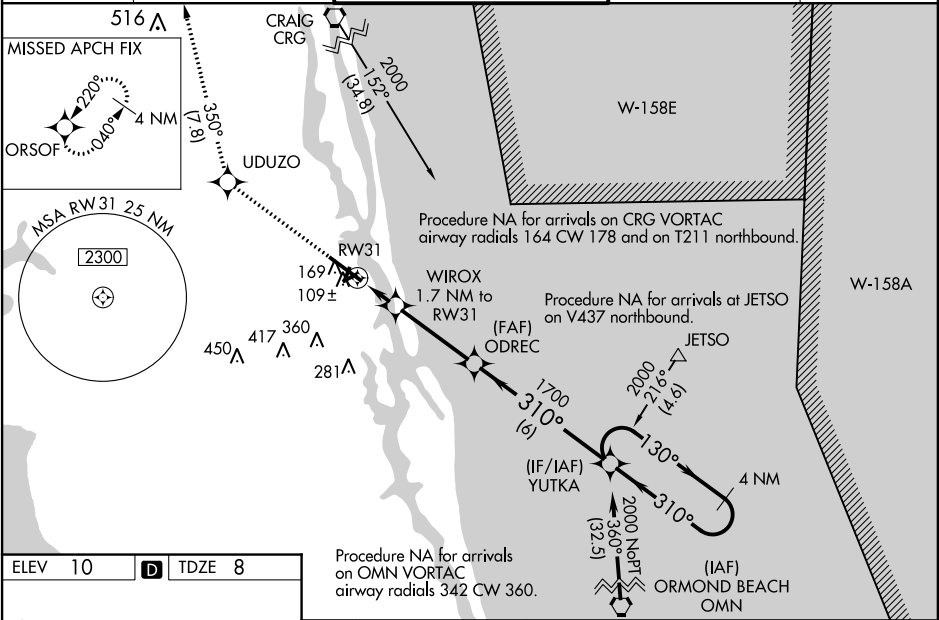 516
CRAIG
CRG
MISSED APCH FIX
220°
040°
4 NM
ORSOF
350°
(7.8)
2000
152°
(34.8)
W-158E
UDUZO
MSA RW31 25 NM
2300
Procedure NA for arrivals on CRG VORTAC
airway radials 164 CW 178 and on T211 northbound.
RW31
169
109±
WIROX
1.7 NM to
RW31
W-158A
Procedure NA for arrivals at JETSO
on V437 northbound.
(FAF)
ODREC
JETSO
450
417
360
281
2000
216°
(4.6)
1700
310°
(6)
130°
(IF/IAF)
YUTKA
4 NM
310°
2000 NoPT
360°
(32.5)
Procedure NA for arrivals
on OMN VORTAC
airway radials 342 CW 360.
(IAF)
ORMOND BEACH
OMN
ELEV 10
D
TDZE 8